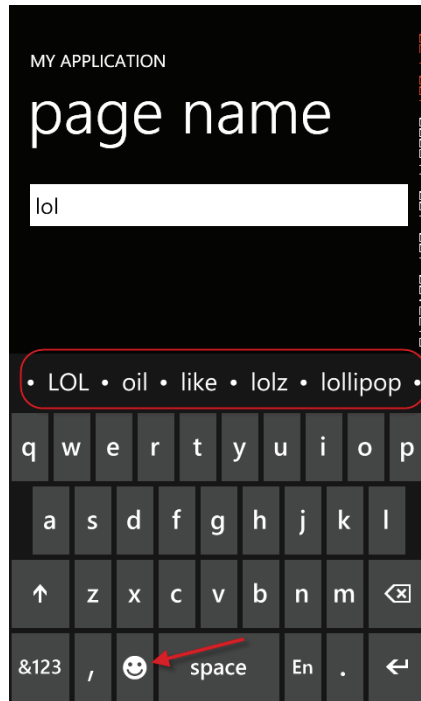 MY APPLICATION
page name
lol
• LOL • oil • like • lolz • lollipop •
q w e r t y u i o p
a s d f g h j k l
z x c v b n m
&123 , space En .